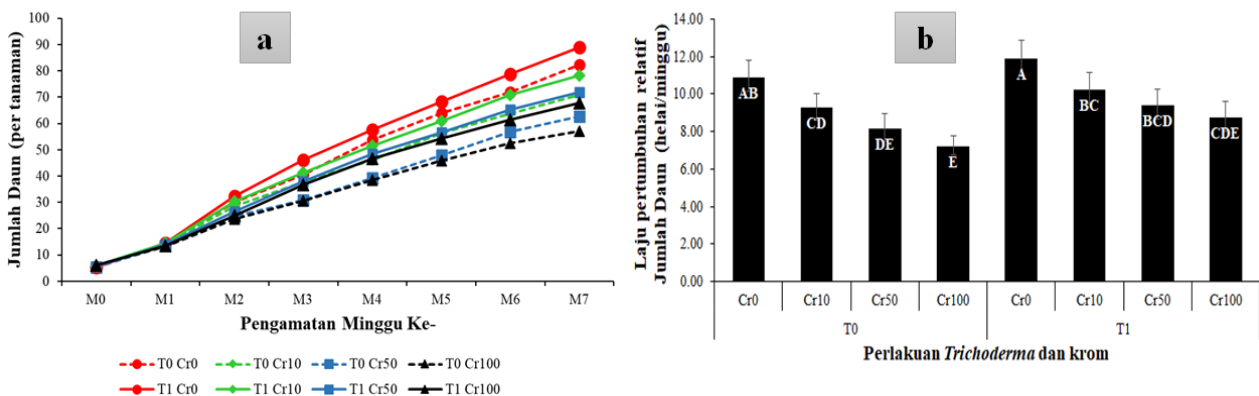 a
Jumlah Daun (per tanaman)
100
90
80
70
60
50
40
30
20
10
0
M0 M1 M2 M3 M4 M5 M6 M7
Pengamatan Minggu Ke-
T0 Cr0 T0 Cr10 T0 Cr50 T0 Cr100
T1 Cr0 T1 Cr10 T1 Cr50 T1 Cr100
b
Laju pertumbuhan relatif
Jumlah Daun (helai/minggu)
14.00
12.00
10.00
8.00
6.00
4.00
2.00
0.00
AB CD DE E A BC BCD CDE
Cr0 Cr10 Cr50 Cr100 Cr0 Cr10 Cr50 Cr100
T0 T1
Perlakuan Trichoderma dan krom